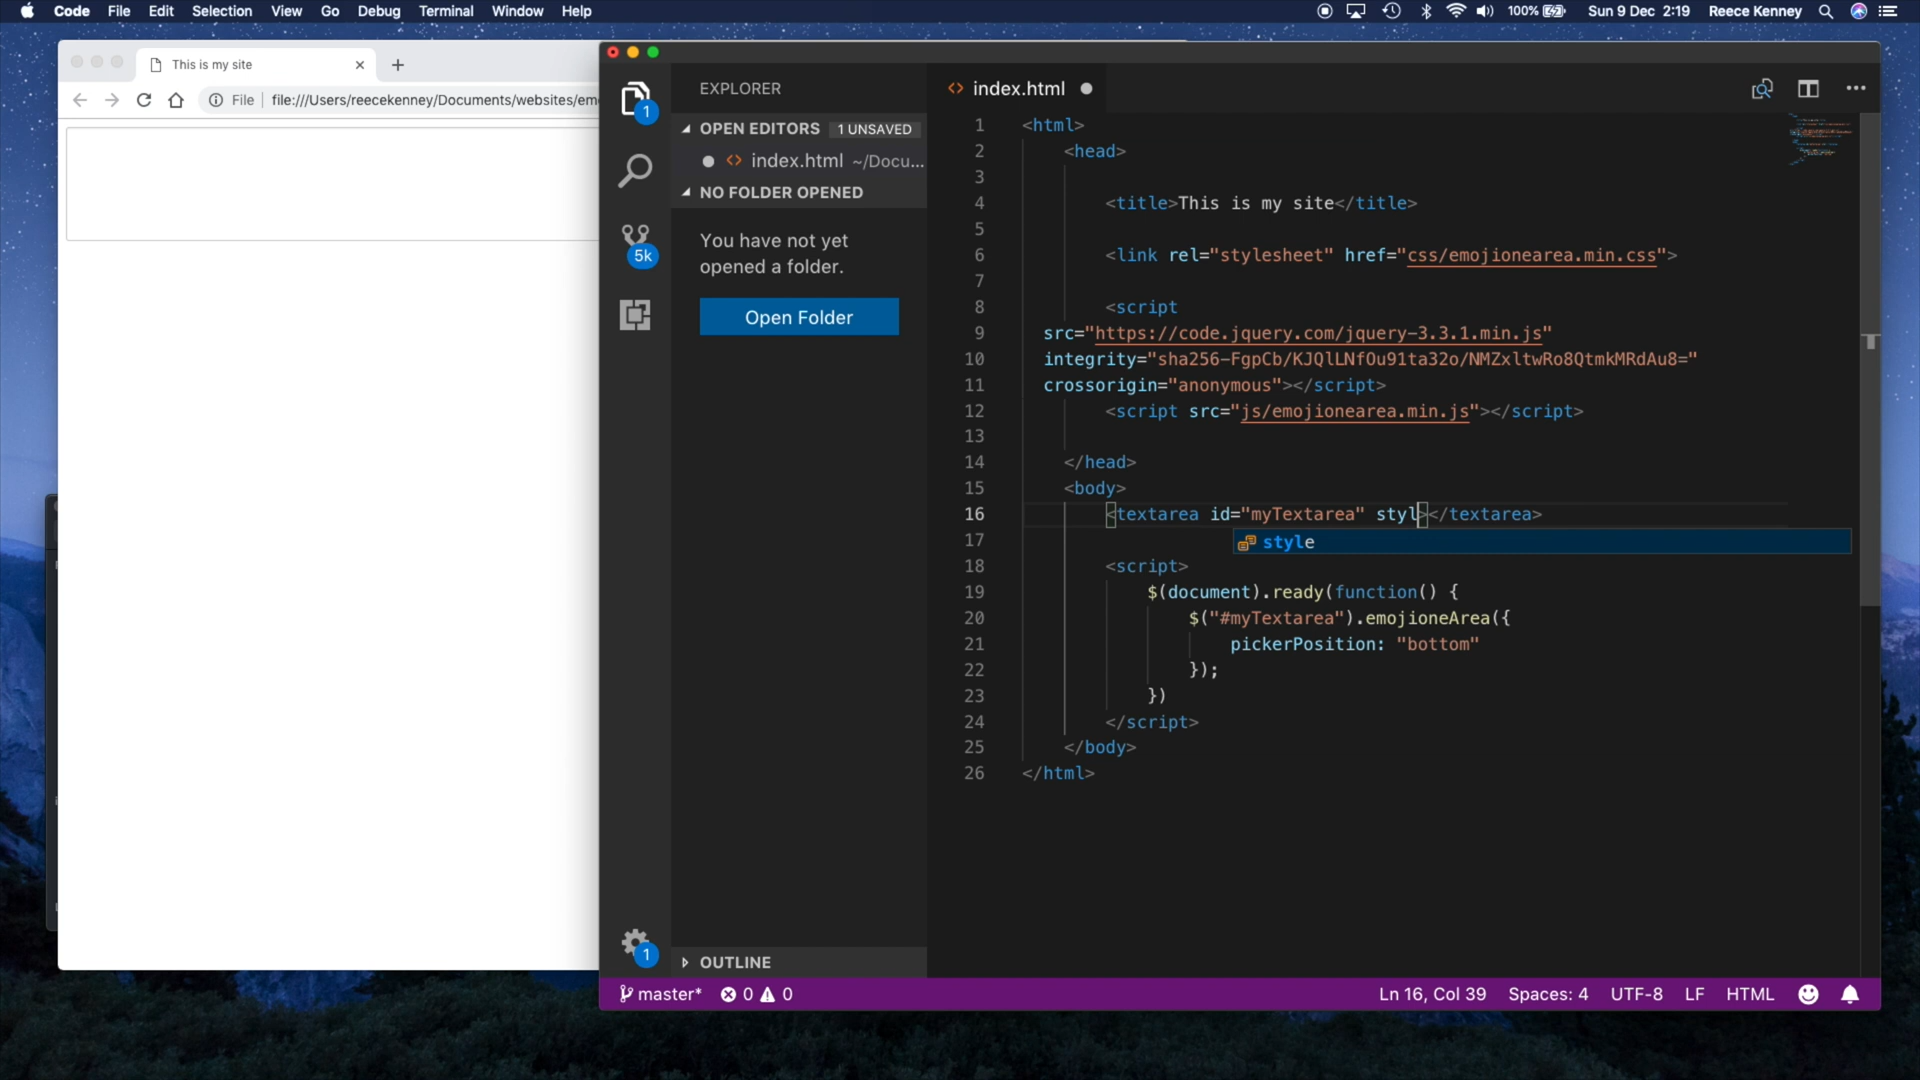 Code File Edit Selection View Go Debug Terminal Window Help
100% Sun 9 Dec 2:19 Reece Kenney
This is my site
File file:///Users/reecekenney/Documents/websites/em
1
5k
1
EXPLORER
OPEN EDITORS 1 UNSAVED
index.html ~/Docu...
NO FOLDER OPENED
You have not yet
opened a folder.
Open Folder
OUTLINE
index.html
1 <html>
2 <head>
3
4 <title>This is my site</title>
5
6 <link rel="stylesheet" href="css/emojionearea.min.css">
7
8 <script
9 src="https://code.jquery.com/jquery-3.3.1.min.js"
10 integrity="sha256-FgpCb/KJQlLNfOu91ta32o/NMZxltwRo8QtmkMRdAu8="
11 crossorigin="anonymous"></script>
12 <script src="js/emojionearea.min.js"></script>
13
14 </head>
15 <body>
16 <textarea id="myTextarea" styl></textarea>
style
17
18 <script>
19 $(document).ready(function() {
20 $("#myTextarea").emojioneArea({
21 pickerPosition: "bottom"
22 });
23 })
24 </script>
25 </body>
26 </html>
master* 0 0 Ln 16, Col 39 Spaces: 4 UTF-8 LF HTML